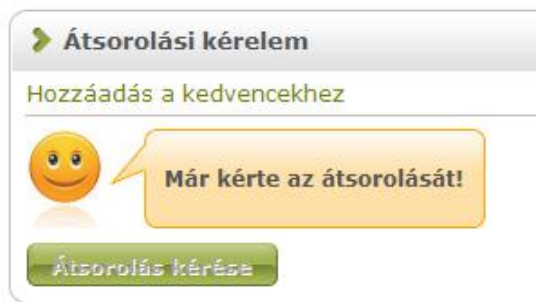 Átsorolási kérelem
Hozzáadás a kedvencekhez
Már kérte az átsorolását!
Átsorolás kérése